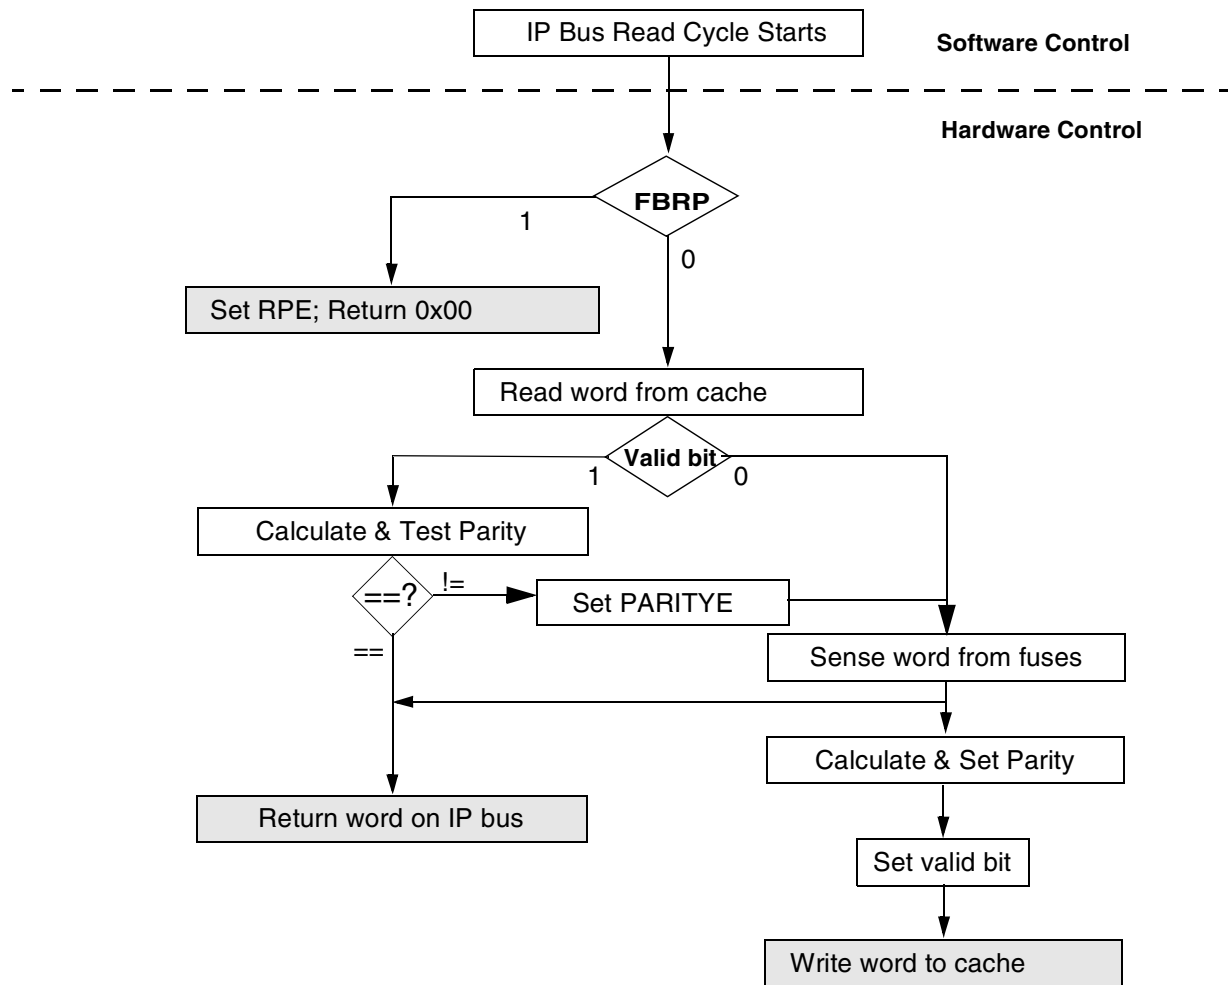 IP Bus Read Cycle Starts
Software Control
Hardware Control
FBRP
1
0
Set RPE; Return 0x00
Read word from cache
Valid bit
1
0
Calculate & Test Parity
==?
!=
Set PARITYE
==
Sense word from fuses
Calculate & Set Parity
Return word on IP bus
Set valid bit
Write word to cache